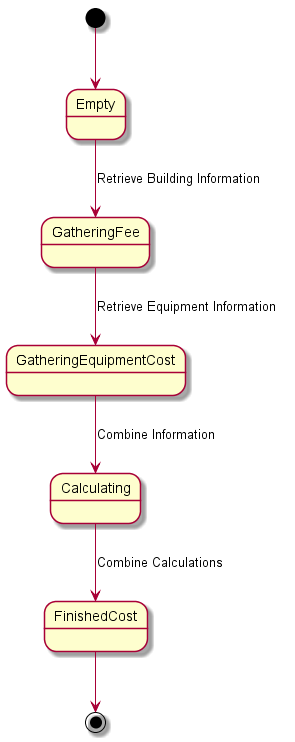 Empty
Retrieve Building Information
GatheringFee
Retrieve Equipment Information
GatheringEquipmentCost
Combine Information
Calculating
Combine Calculations
FinishedCost